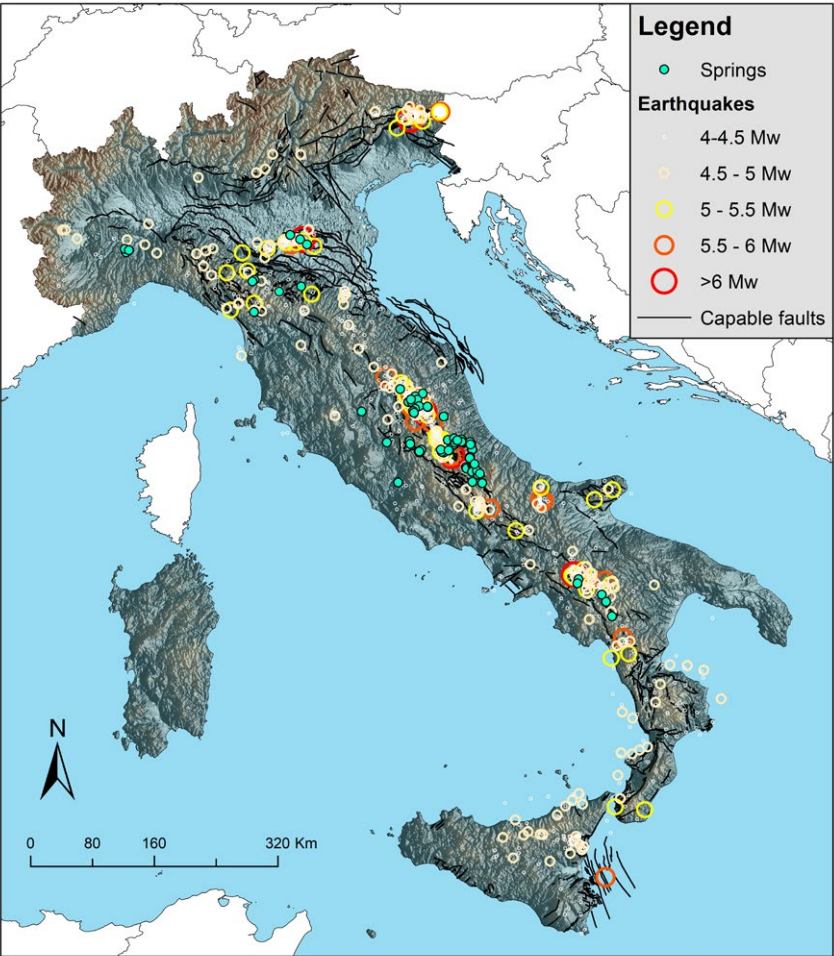 Legend
Springs
Earthquakes
4-4.5 Mw
4.5 - 5 Mw
5 - 5.5 Mw
5.5 - 6 Mw
>6 Mw
Capable faults
N
0 80 160 320 Km